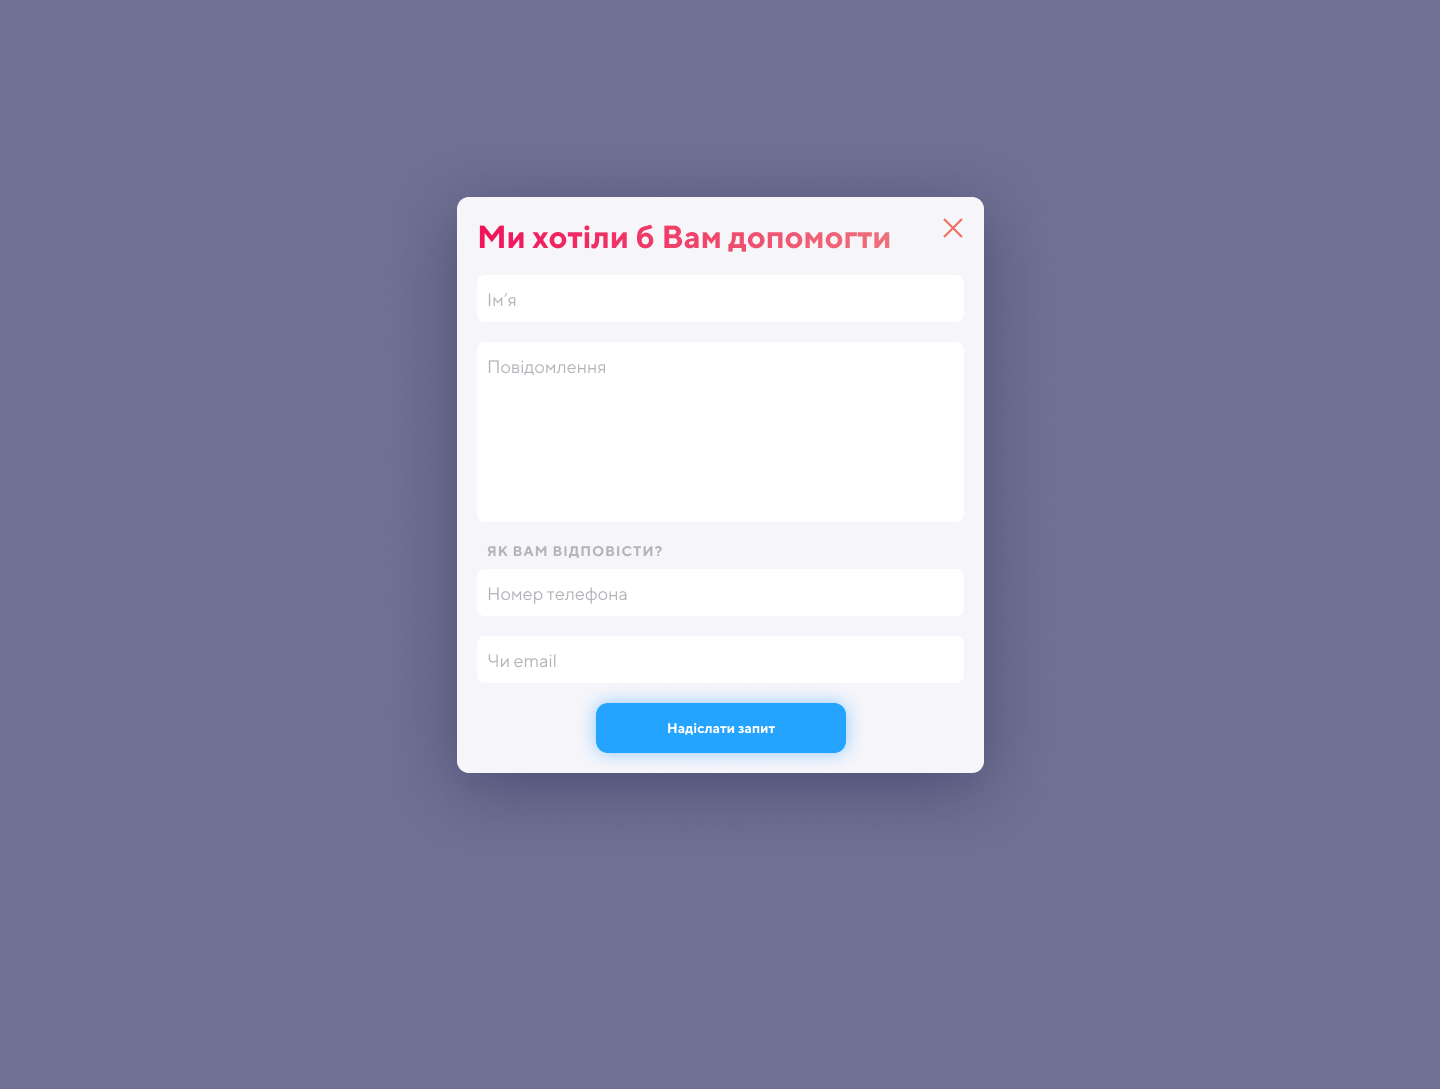 Ми хотіли б Вам допомогти
Ім’я
Повідомлення
ЯК ВАМ ВІДПОВІСТИ?
Номер телефона
Чи email
Надіслати запит